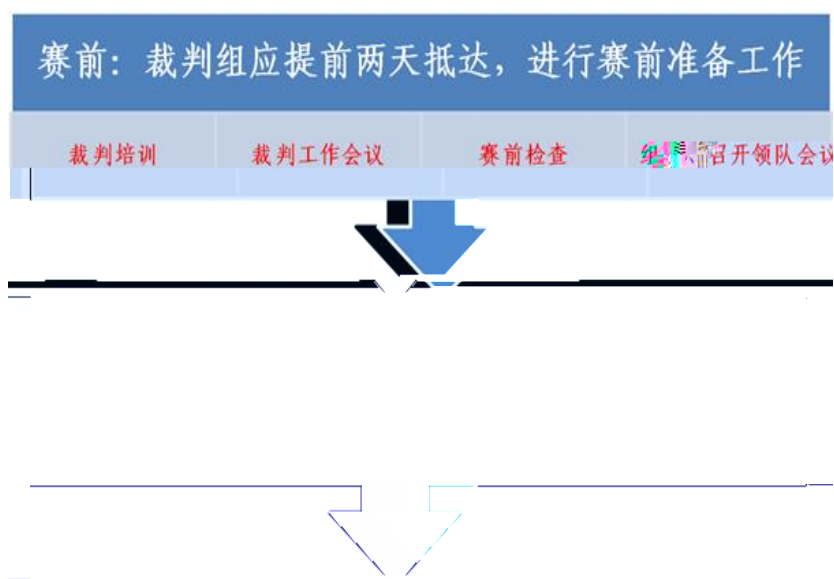 赛前：裁判组应提前两天抵达，进行赛前准备工作
裁判培训 裁判工作会议 赛前检查 组 召开领队会议